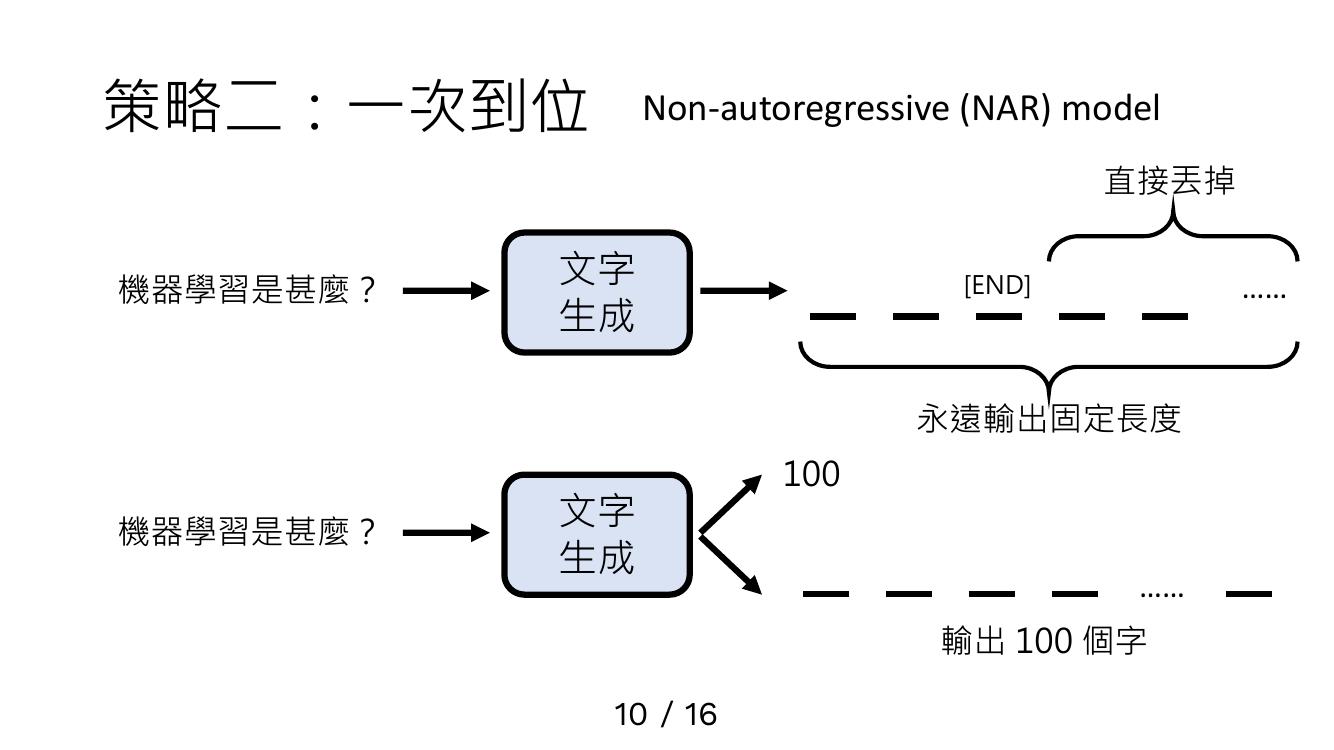 策略二：一次到位 Non-autoregressive (NAR) model
直接丟掉
機器學習是甚麼？
文字
生成
[END]
……
永遠輸出固定長度
機器學習是甚麼？
文字
生成
100
……
輸出 100 個字
10 / 16